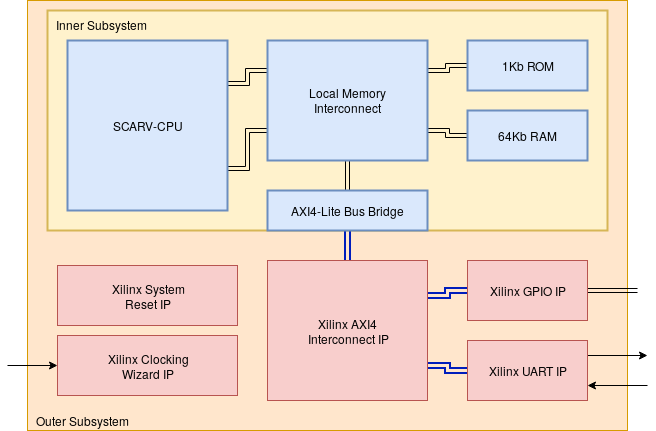 Inner Subsystem
SCARV-CPU
Local Memory
Interconnect
1Kb ROM
64Kb RAM
AXI4-Lite Bus Bridge
Xilinx System
Reset IP
Xilinx AXI4
Interconnect IP
Xilinx GPIO IP
Xilinx Clocking
Wizard IP
Xilinx UART IP
Outer Subsystem